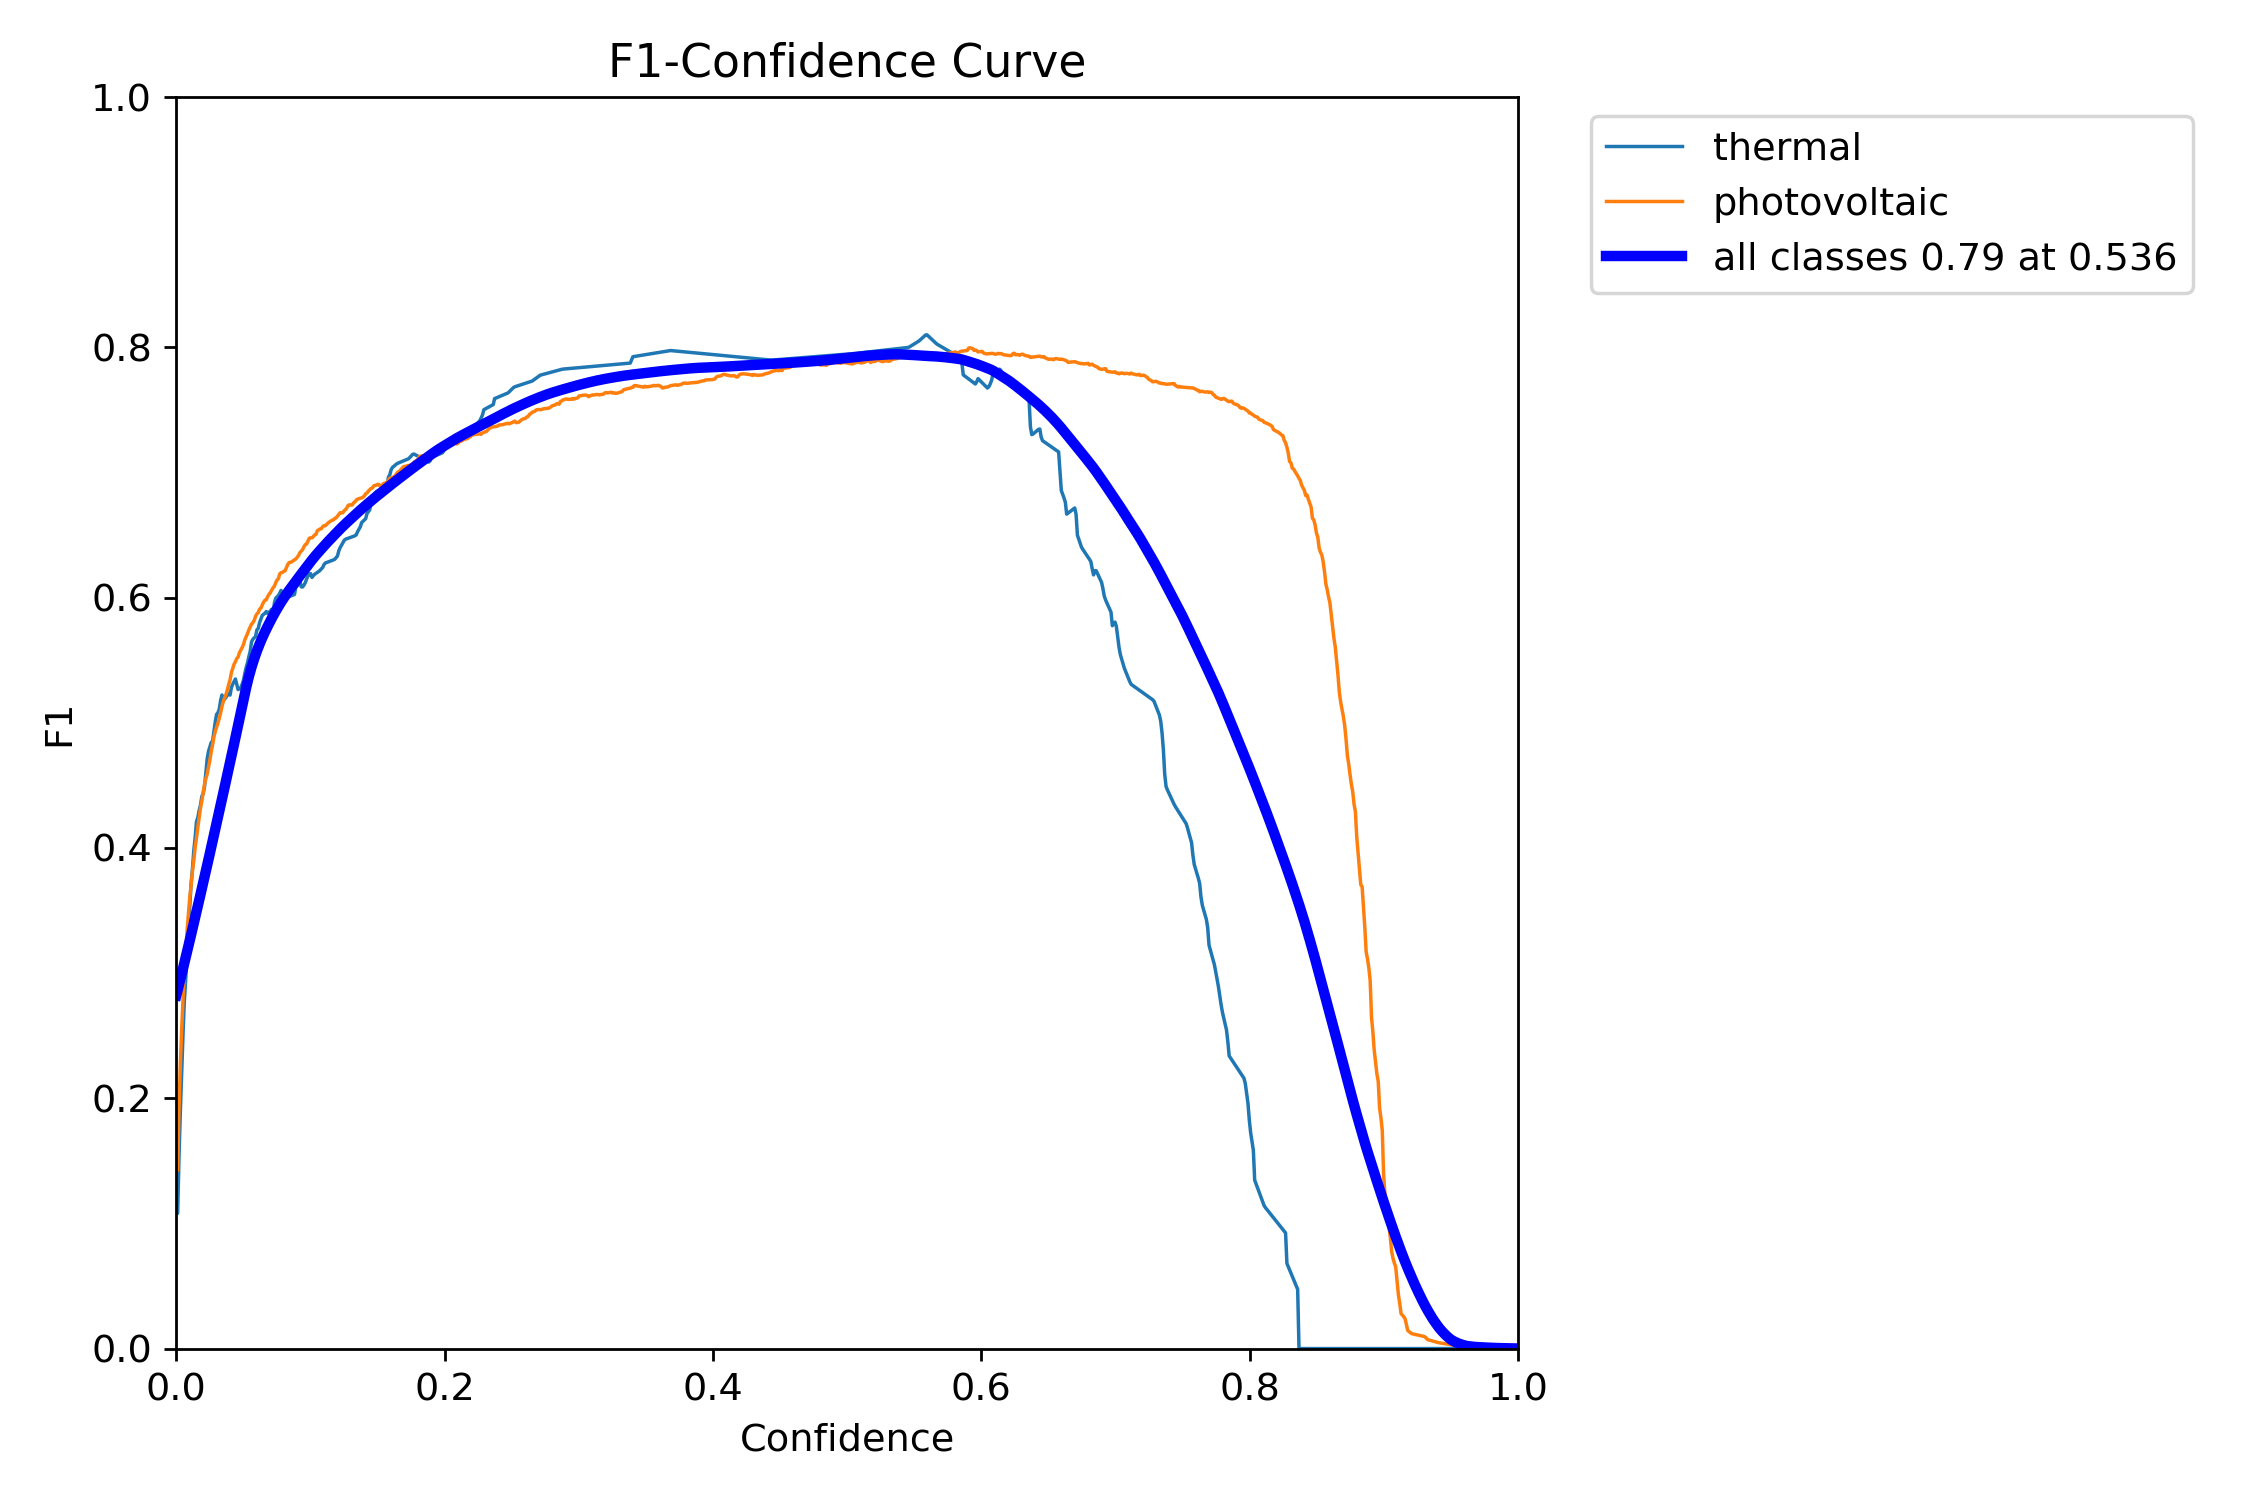 F1-Confidence Curve
1.0
0.8
0.6
0.4
0.2
0.0
F1
0.0 0.2 0.4 0.6 0.8 1.0
Confidence
thermal
photovoltaic
all classes 0.79 at 0.536